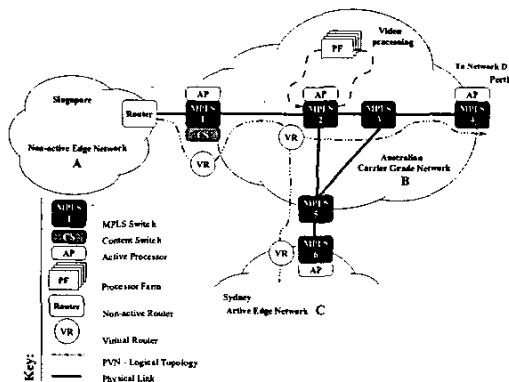 Video
processing
PF
To Network D
Perth
Singapore
AP
AP
AP
Router
MPLS
1
MPLS
2
MPLS
3
MPLS
4
CS
Non-active Edge Network
A
VR
VR
Australian
Carrier Grade Network
B
MPLS
5
VR
MPLS
6
AP
Sydney
Active Edge Network C
Key:
MPLS
1
MPLS Switch
CS
Content Switch
AP
Active Processor
PF
Processor Farm
Router
Non-active Router
VR
Virtual Router
PVN - Logical Topology
Physical Link